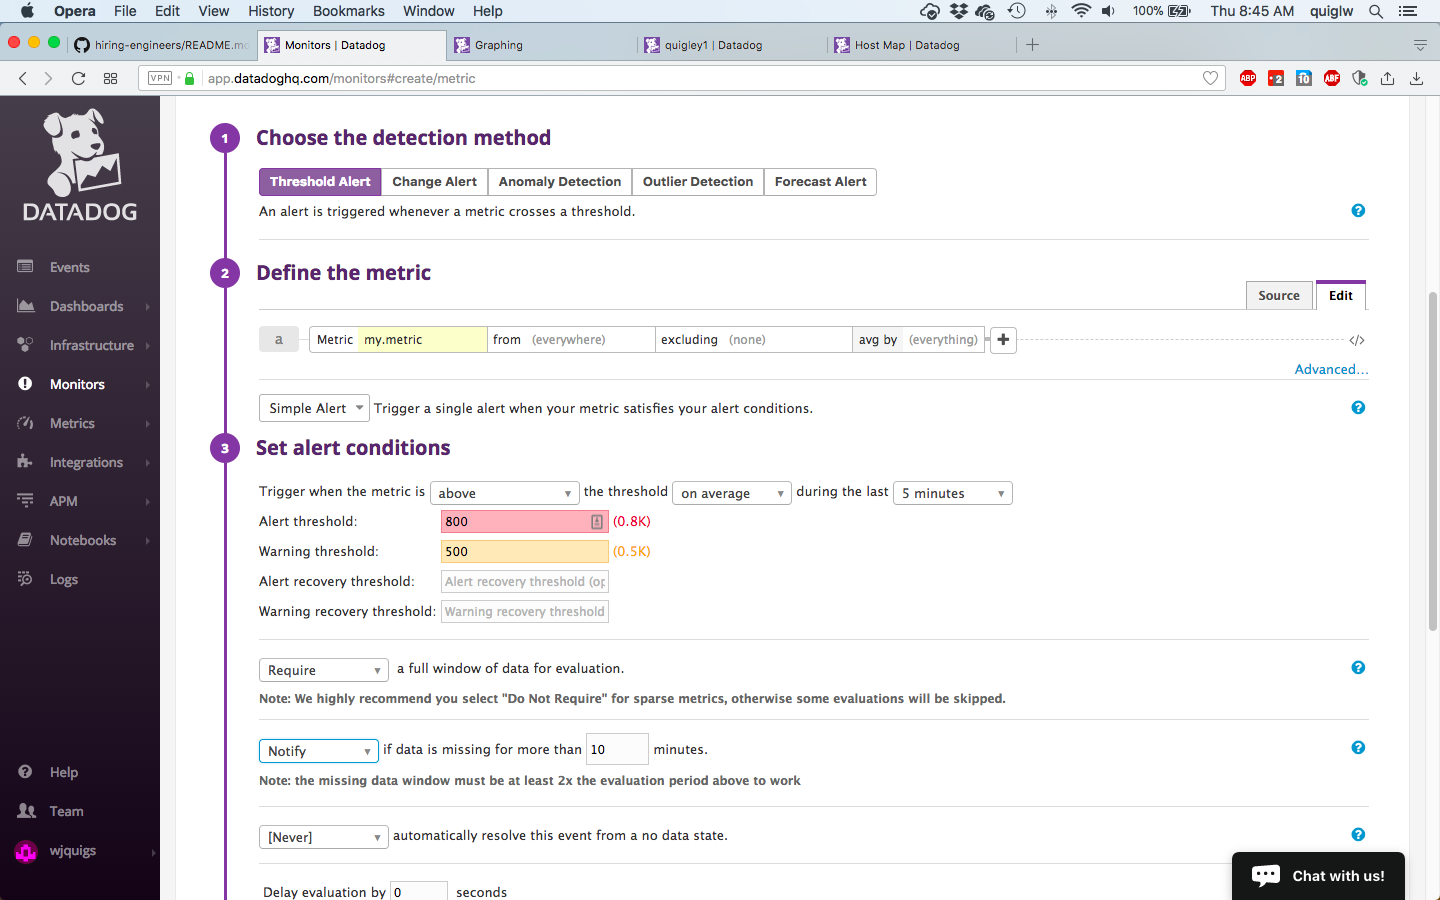 Opera File Edit View History Bookmarks Window Help 100% Thu 8:45 AM quiglw
hiring-engineers/README.m
Monitors | Datadog
Graphing
quigley1 | Datadog
Host Map | Datadog
VPN app.datadoghq.com/monitors#create/metric ABP 2 10 ABF
DATADOG
Events
Dashboards
Infrastructure
Monitors
Metrics
Integrations
APM
Notebooks
Logs
Help
Team
wjquigs
1 Choose the detection method
Threshold Alert Change Alert Anomaly Detection Outlier Detection Forecast Alert
An alert is triggered whenever a metric crosses a threshold. ?
2 Define the metric
Source Edit
a Metric my.metric from (everywhere) excluding (none) avg by (everything) + </>
Advanced...
Simple Alert Trigger a single alert when your metric satisfies your alert conditions. ?
3 Set alert conditions
Trigger when the metric is above the threshold on average during the last 5 minutes
Alert threshold: 800 (0.8K)
Warning threshold: 500 (0.5K)
Alert recovery threshold: Alert recovery threshold (op
Warning recovery threshold: Warning recovery threshold
Require a full window of data for evaluation. ?
Note: We highly recommend you select "Do Not Require" for sparse metrics, otherwise some evaluations will be skipped.
Notify if data is missing for more than 10 minutes. ?
Note: the missing data window must be at least 2x the evaluation period above to work
[Never] automatically resolve this event from a no data state. ?
Delay evaluation by 0 seconds
Chat with us!